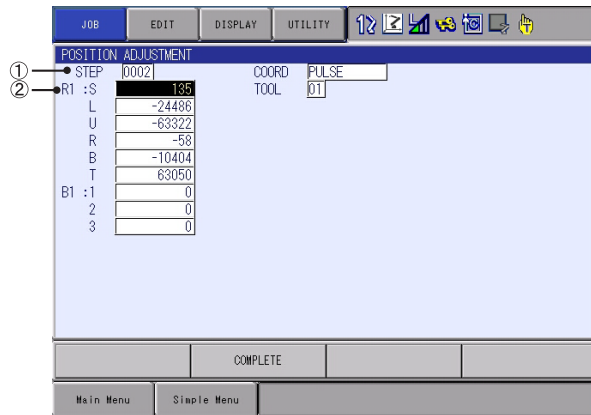 JOB EDIT DISPLAY UTILITY
POSITION ADJUSTMENT
① STEP 0002 COORD PULSE
② R1 :S 135 TOOL 01
L -24486
U -63322
R -58
B -10404
T 63050
B1 :1 0
2 0
3 0
COMPLETE
Main Menu Simple Menu